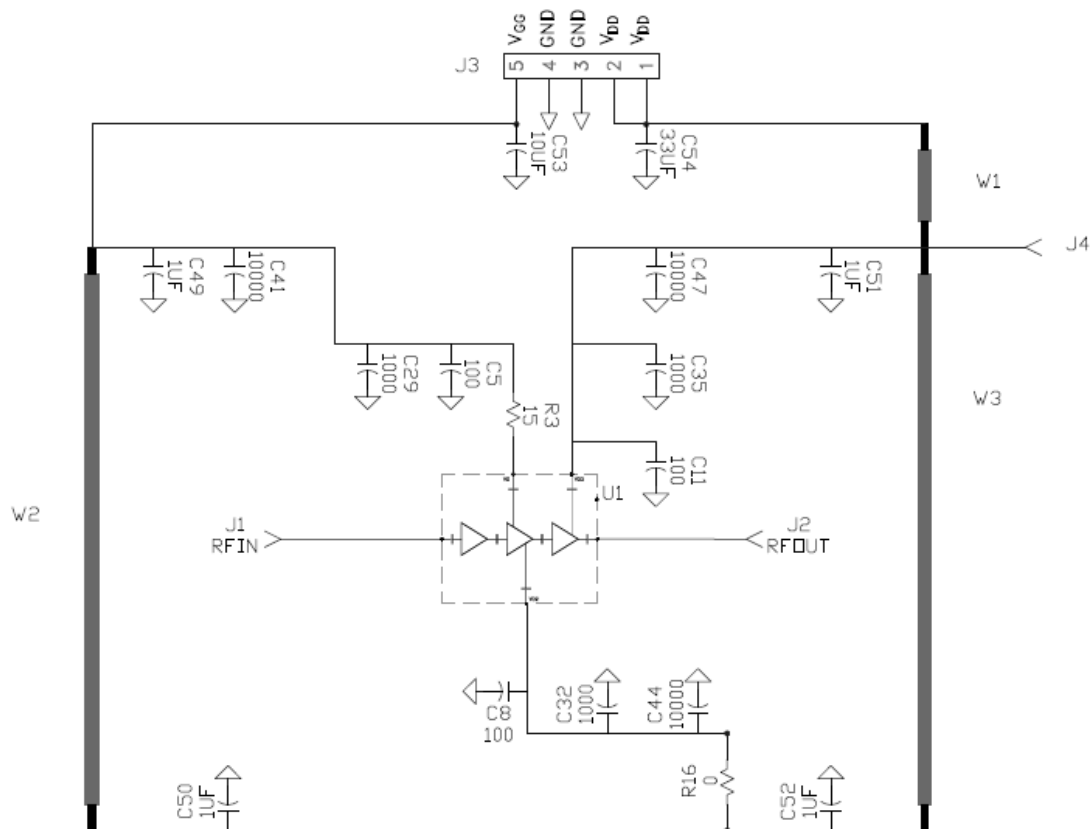 VGG
GND
GND
VDD
VDD
J3
5
4
3
2
1
C53
10UF
C54
33UF
W1
J4
C49
1UF
C41
10000
C47
10000
C51
1UF
C29
1000
C5
100
R3
15
C35
1000
W3
C11
100
U1
W2
J1
RFIN
J2
RFOUT
C8
100
C32
1000
C44
10000
R16
0
C50
1UF
C52
1UF